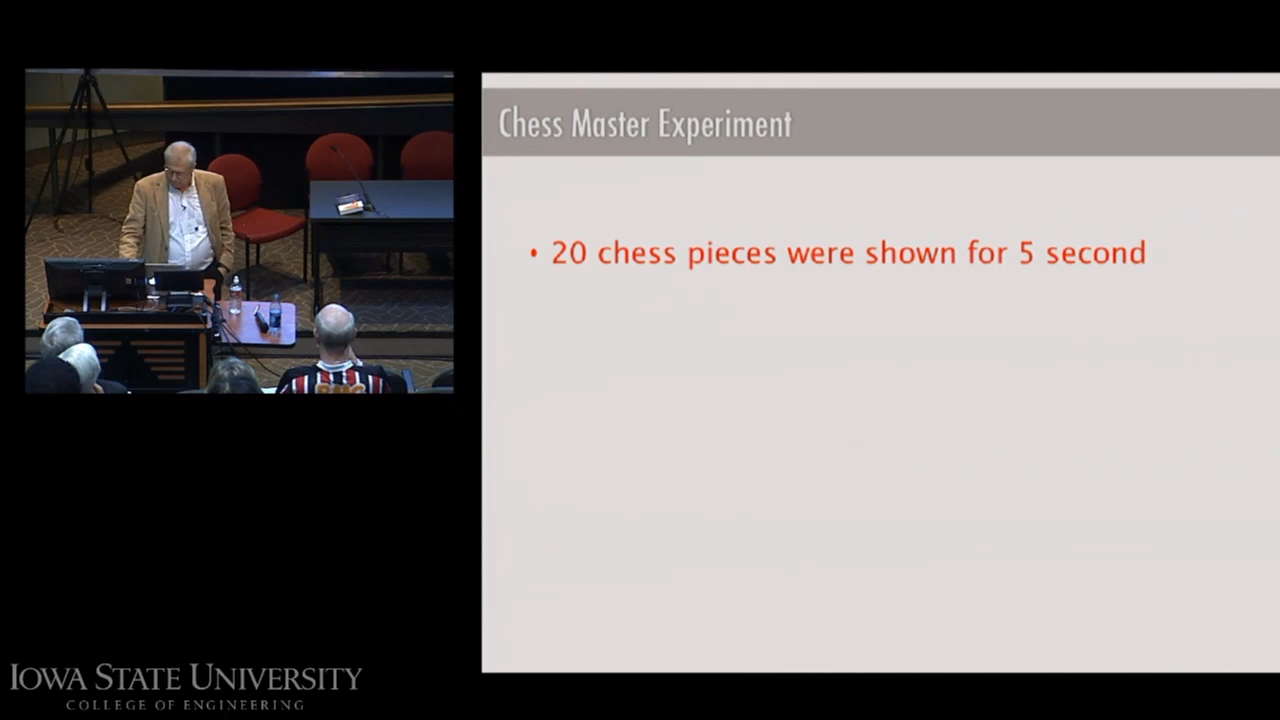 Chess Master Experiment
• 20 chess pieces were shown for 5 second
IOWA STATE UNIVERSITY
COLLEGE OF ENGINEERING